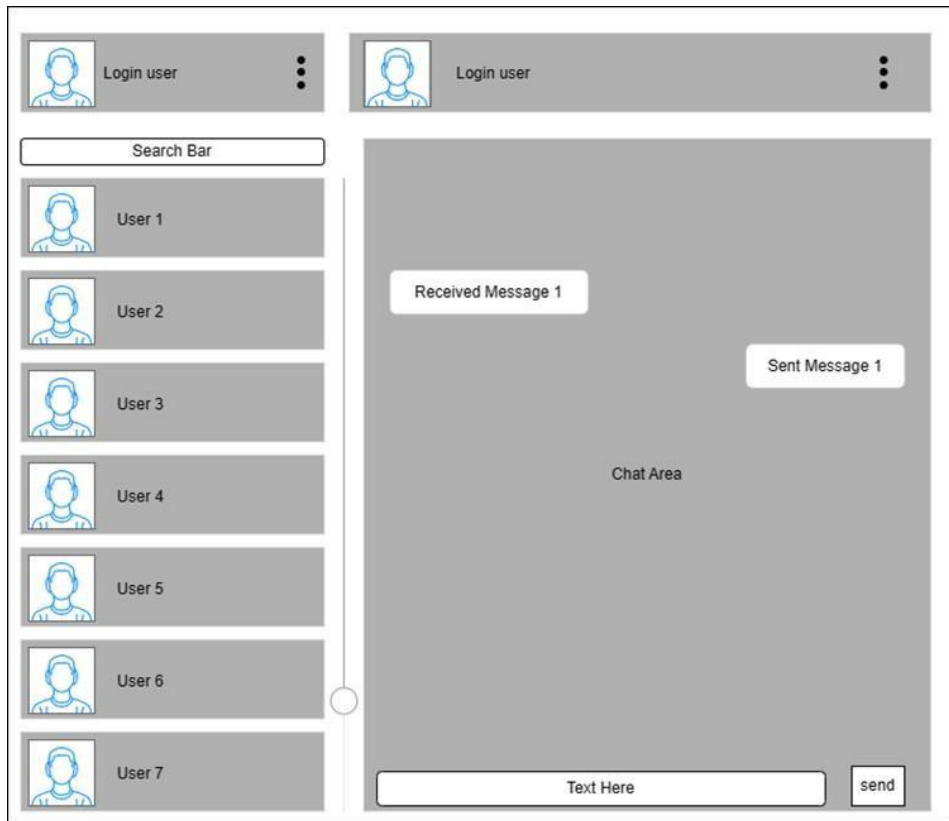 Login user
Login user
Search Bar
User 1
User 2
User 3
User 4
User 5
User 6
User 7
Received Message 1
Sent Message 1
Chat Area
Text Here
send